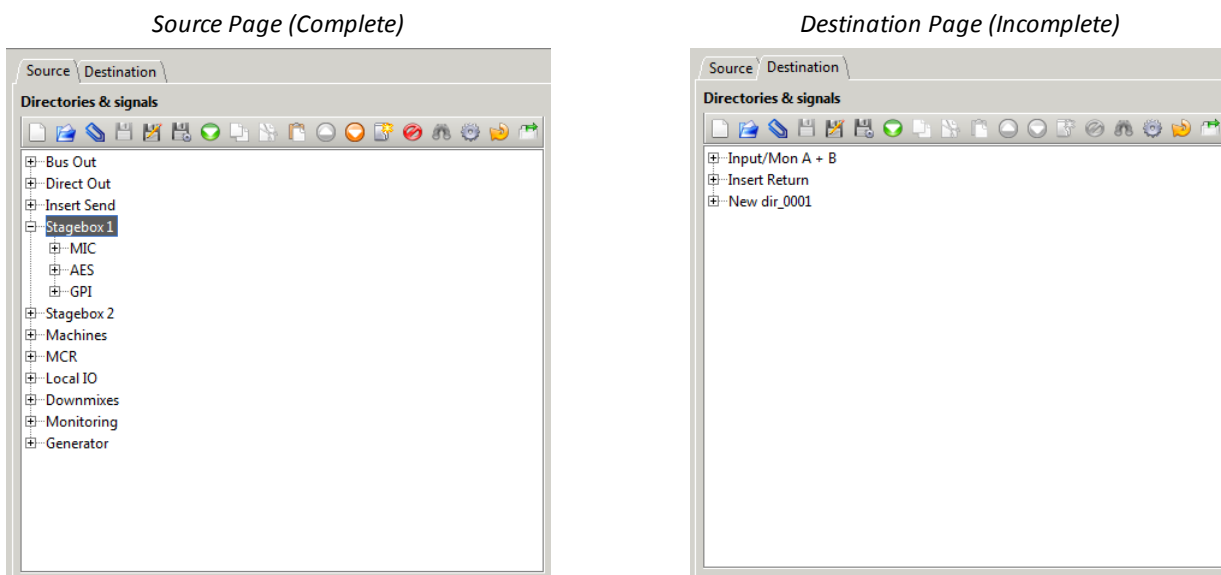 Source Page (Complete)
Source Destination
Directories & signals
Bus Out
Direct Out
Insert Send
Stagebox 1
MIC
AES
GPI
Stagebox 2
Machines
MCR
Local IO
Downmixes
Monitoring
Generator
Destination Page (Incomplete)
Source Destination
Directories & signals
Input/Mon A + B
Insert Return
New dir_0001